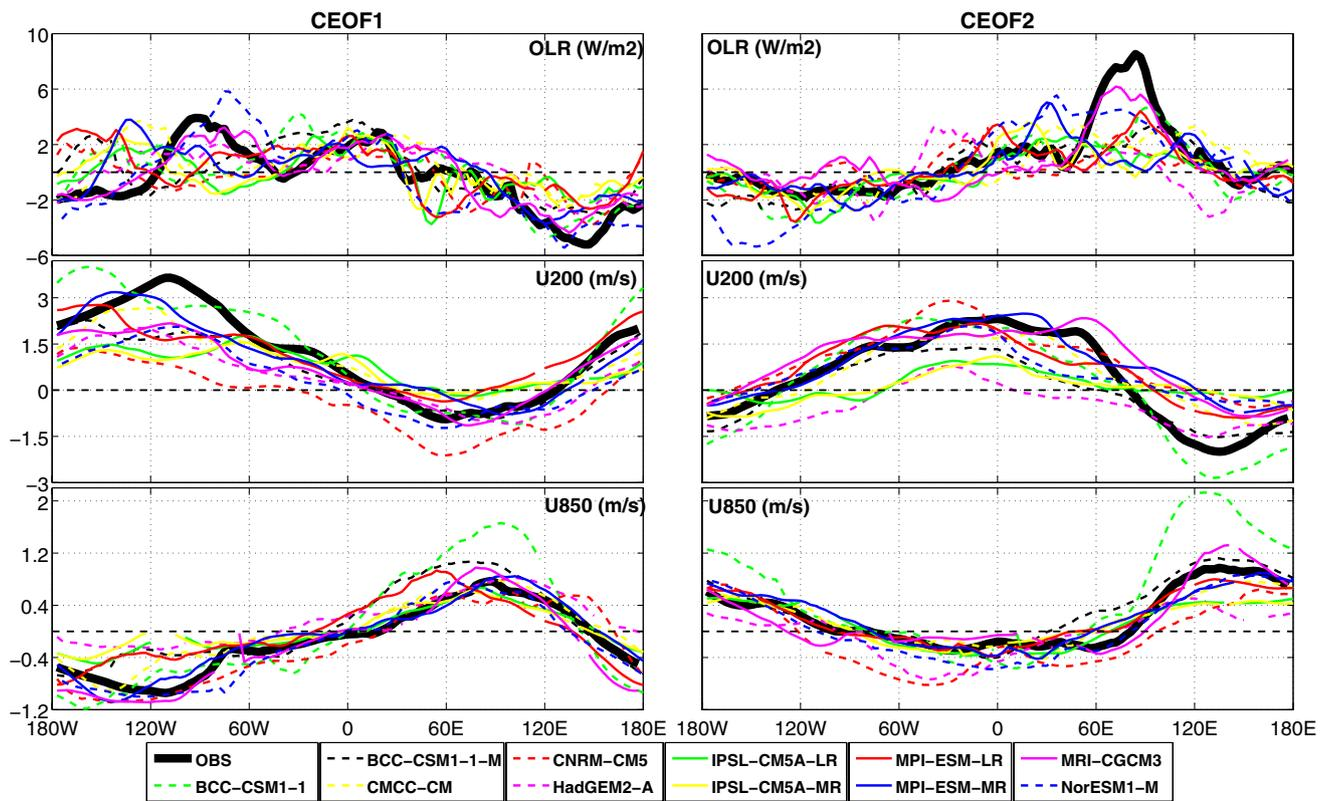 CEOF1 CEOF2
10
OLR (W/m2) OLR (W/m2)
6
2
−2
−6
U200 (m/s) U200 (m/s)
3
1.5
0
−1.5
−3
U850 (m/s) U850 (m/s)
2
1.2
0.4
−0.4
−1.2
180W 120W 60W 0 60E 120E 180E 180W 120W 60W 0 60E 120E 180E
OBS BCC−CSM1−1−M CNRM−CM5 IPSL−CM5A−LR MPI−ESM−LR MRI−CGCM3
BCC−CSM1−1 CMCC−CM HadGEM2−A IPSL−CM5A−MR MPI−ESM−MR NorESM1−M